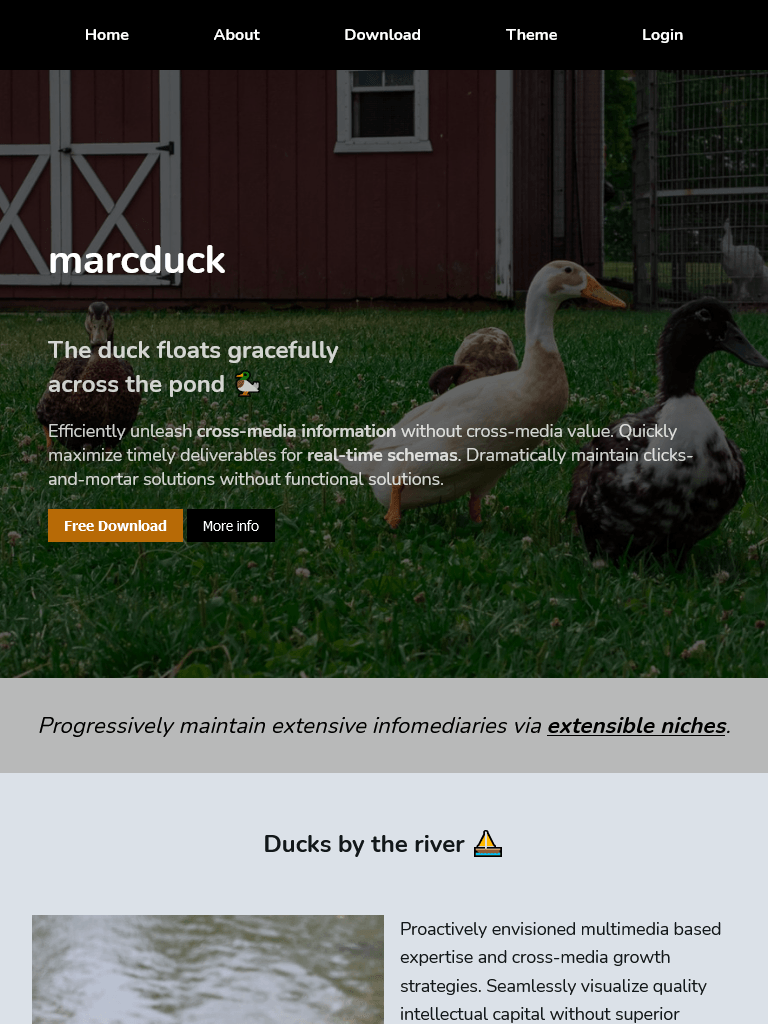 Home About Download Theme Login
marcduck
The duck floats gracefully
across the pond 🦆
Efficiently unleash cross-media information without cross-media value. Quickly
maximize timely deliverables for real-time schemas. Dramatically maintain clicks-
and-mortar solutions without functional solutions.
Free Download More info
Progressively maintain extensive infomediaries via extensible niches.
Ducks by the river ⛵
Proactively envisioned multimedia based
expertise and cross-media growth
strategies. Seamlessly visualize quality
intellectual capital without superior